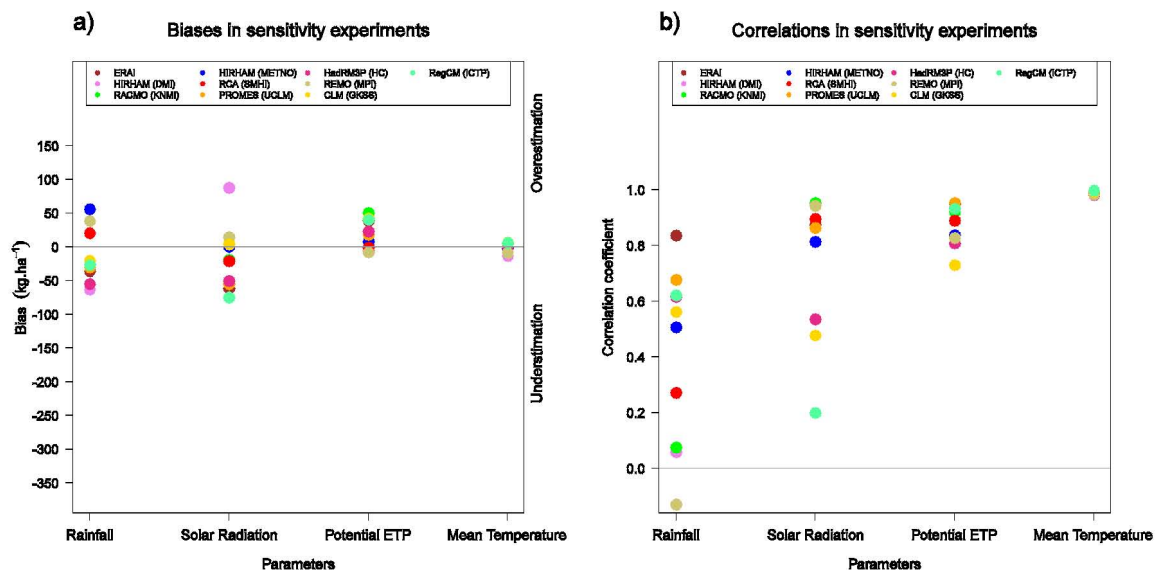 a)
Biases in sensitivity experiments
ERAI
HIRHAM (DMI)
RACMO (KNMI)
HIRHAM (METNO)
RCA (SMHI)
PROMES (UCLM)
HadRM3P (HC)
REMO (MPI)
CLM (GKSS)
RegCM (ICTP)
Bias (kg.ha⁻¹)
150
100
50
0
-50
-100
-150
-200
-250
-300
-350
Overestimation
Understimation
Rainfall
Solar Radiation
Potential ETP
Mean Temperature
Parameters
b)
Correlations in sensitivity experiments
ERAI
HIRHAM (DMI)
RACMO (KNMI)
HIRHAM (METNO)
RCA (SMHI)
PROMES (UCLM)
HadRM3P (HC)
REMO (MPI)
CLM (GKSS)
RegCM (ICTP)
Correlation coefficient
1.0
0.8
0.6
0.4
0.2
0.0
Rainfall
Solar Radiation
Potential ETP
Mean Temperature
Parameters